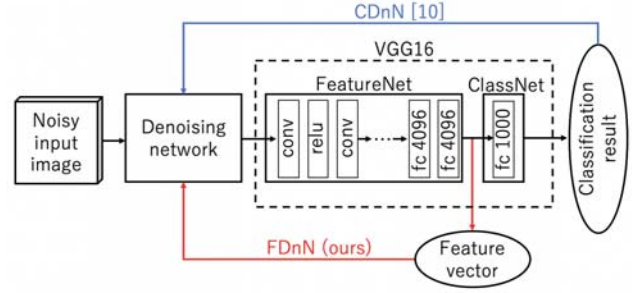 CDnN [10]
VGG16
FeatureNet
ClassNet
Noisy
input
image
Denoising
network
conv
relu
conv
fc 4096
fc 4096
fc 1000
Classification
result
FDnN (ours)
Feature
vector